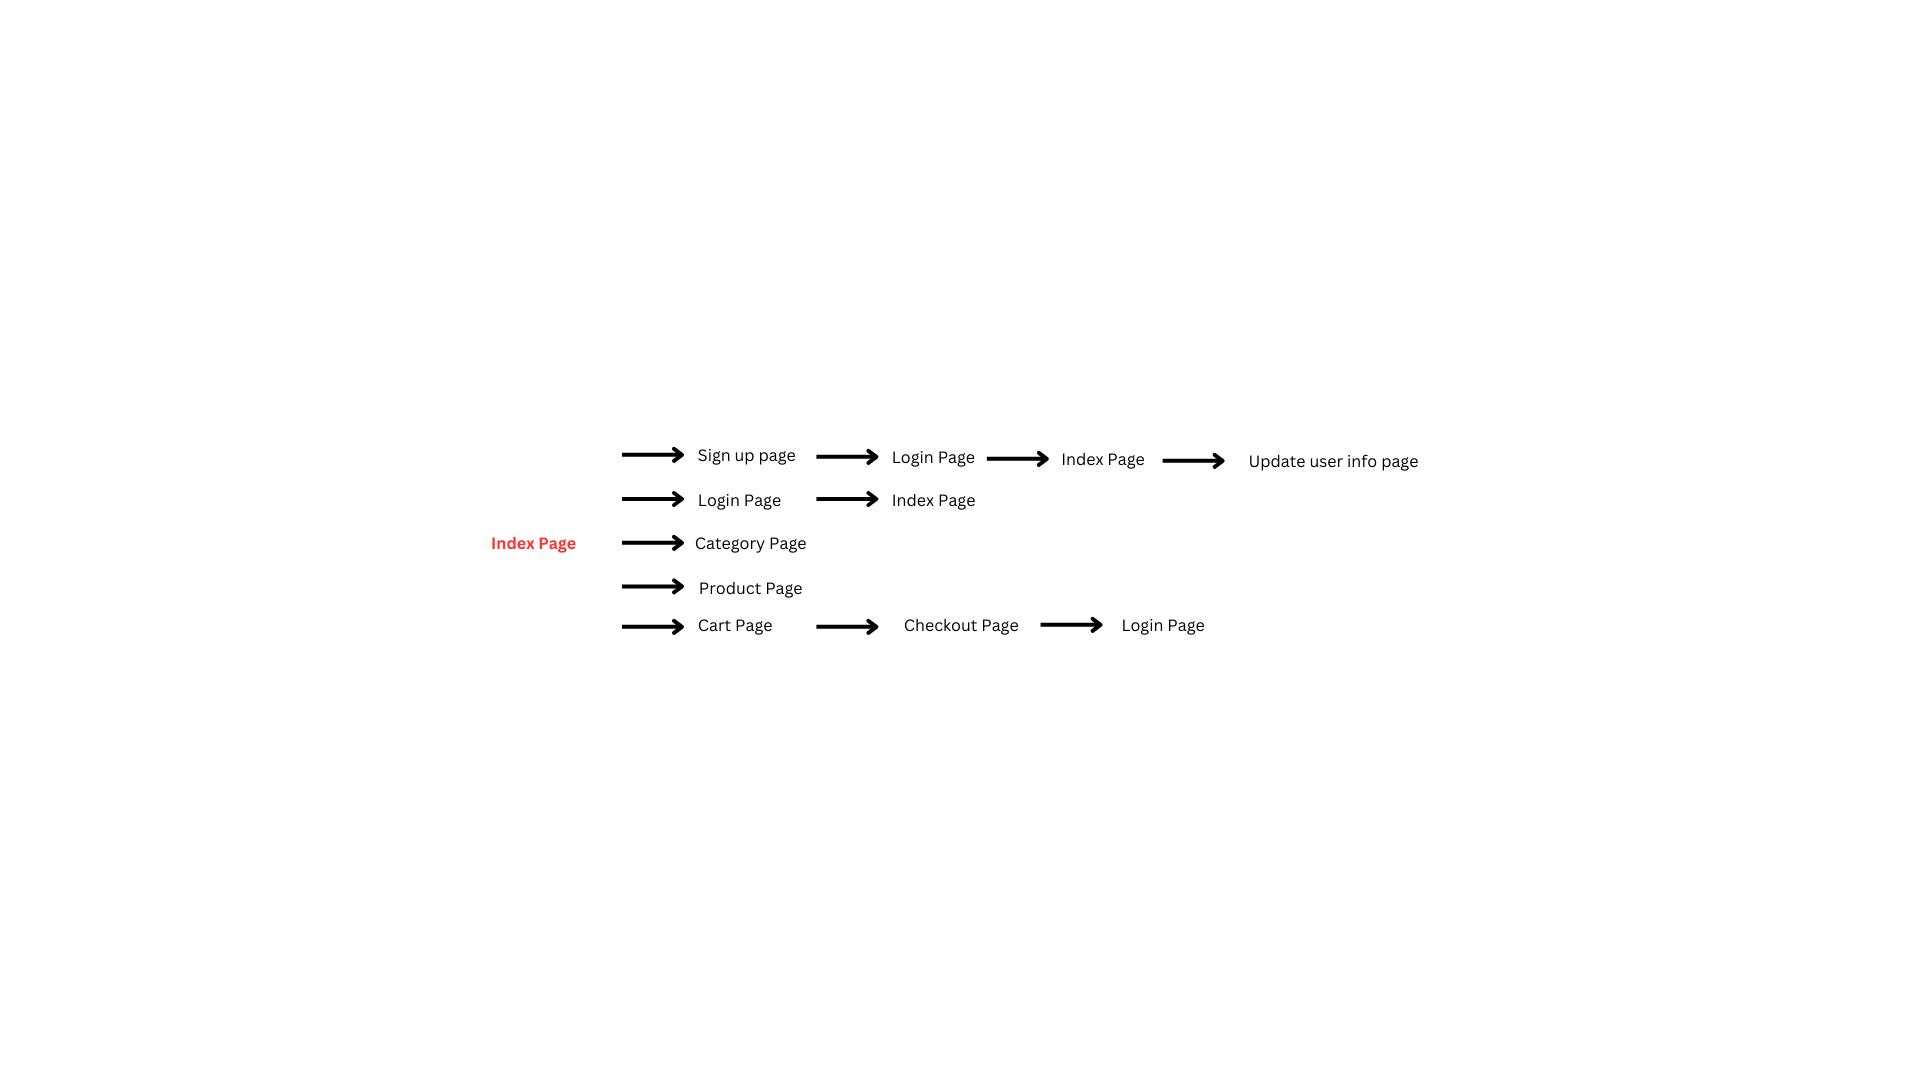 Sign up page Login Page Index Page Update user info page
Login Page Index Page
Index Page Category Page
Product Page
Cart Page Checkout Page Login Page